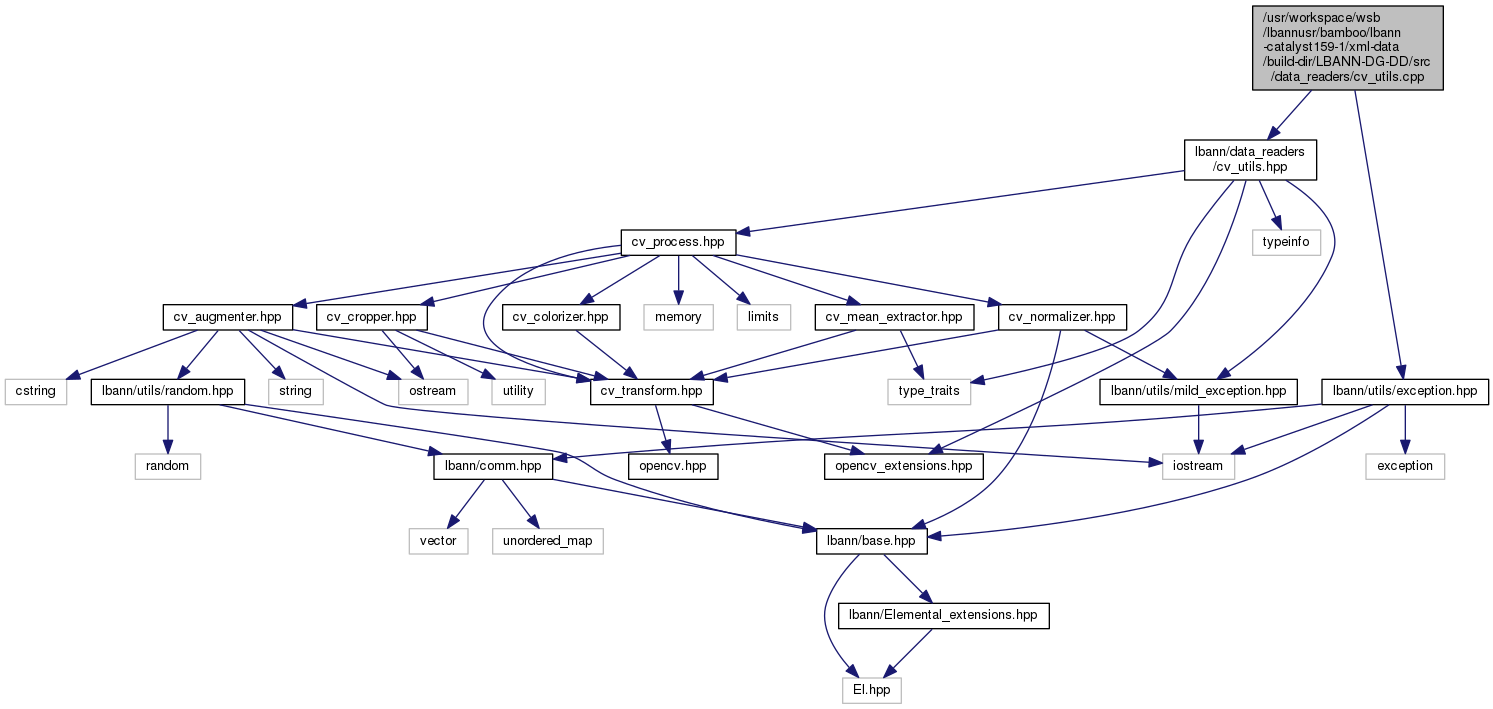 /usr/workspace/wsb
/lbannusr/bamboo/lbann
-catalyst159-1/xml-data
/build-dir/LBANN-DG-DD/src
/data_readers/cv_utils.cpp
lbann/data_readers
/cv_utils.hpp
cv_process.hpp
typeinfo
cv_augmenter.hpp
cv_cropper.hpp
cv_colorizer.hpp
memory
limits
cv_mean_extractor.hpp
cv_normalizer.hpp
cstring
lbann/utils/random.hpp
string
ostream
utility
cv_transform.hpp
type_traits
lbann/utils/mild_exception.hpp
lbann/utils/exception.hpp
random
lbann/comm.hpp
opencv.hpp
opencv_extensions.hpp
iostream
exception
vector
unordered_map
lbann/base.hpp
lbann/Elemental_extensions.hpp
El.hpp